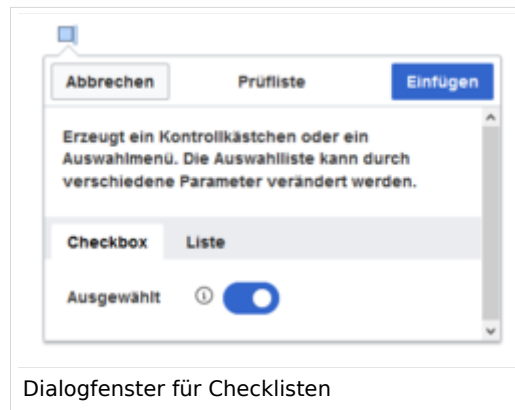 Abbrechen Prüfliste Einfügen
Erzeugt ein Kontrollkästchen oder ein
Auswahlmenü. Die Auswahlliste kann durch
verschiedene Parameter verändert werden.
Checkbox Liste
Ausgewählt
Dialogfenster für Checklisten